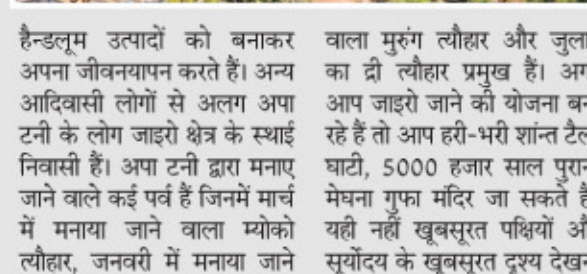 हैन्डलूम उत्पादों को बनाकर
अपना जीवनयापन करते हैं। अन्य
आदिवासी लोगों से अलग अपा
टनी के लोग जाइरो क्षेत्र के स्थाई
निवासी हैं। अपा टनी द्वारा मनाए
जाने वाले कई पर्व हैं जिनमें मार्च
में मनाया जाने वाला म्योको
त्यौहार, जनवरी में मनाया जाने
वाला मुरुंग त्यौहार और
का द्री त्यौहार प्रमुख हैं।
आप जाइरो जाने की योजना
रहे हैं तो आप हरी-भरी शान्त
घाटी, 5000 हजार साल
मेघना गुफा मंदिर जा सकते
यही नहीं खूबसूरत पक्षियों
सूर्योदय के खूबसूरत दृश्य